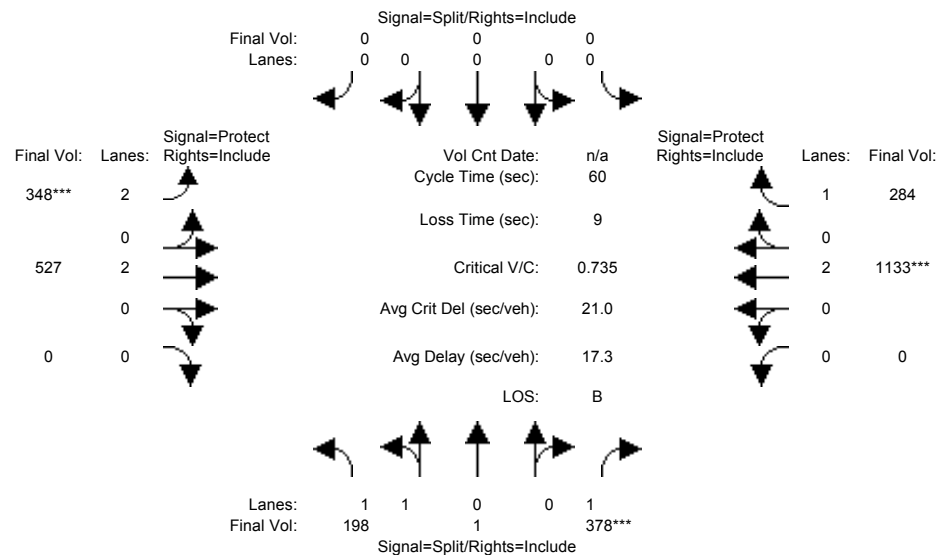 Signal=Split/Rights=Include
Final Vol: 0 0 0
Lanes: 0 0 0 0 0
Signal=Protect
Final Vol: Lanes: Rights=Include
Vol Cnt Date: n/a
Signal=Protect
Rights=Include Lanes: Final Vol:
Cycle Time (sec): 60
348*** 2
1 284
Loss Time (sec): 9
0
0
527 2
Critical V/C: 0.735
2 1133***
0
Avg Crit Del (sec/veh): 21.0
0
0 0
Avg Delay (sec/veh): 17.3
0 0
LOS: B
Lanes: 1 1 0 0 1
Final Vol: 198 1 378***
Signal=Split/Rights=Include